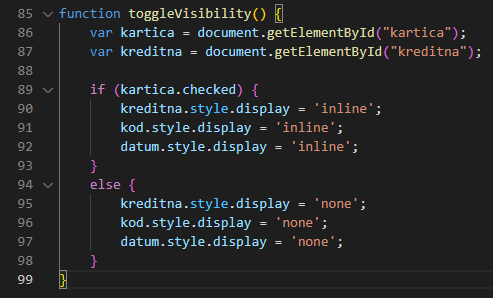 85 function toggleVisibility() {
86 var kartica = document.getElementById("kartica");
87 var kreditna = document.getElementById("kreditna");
88
89 if (kartica.checked) {
90 kreditna.style.display = 'inline';
91 kod.style.display = 'inline';
92 datum.style.display = 'inline';
93 }
94 else {
95 kreditna.style.display = 'none';
96 kod.style.display = 'none';
97 datum.style.display = 'none';
98 }
99 }